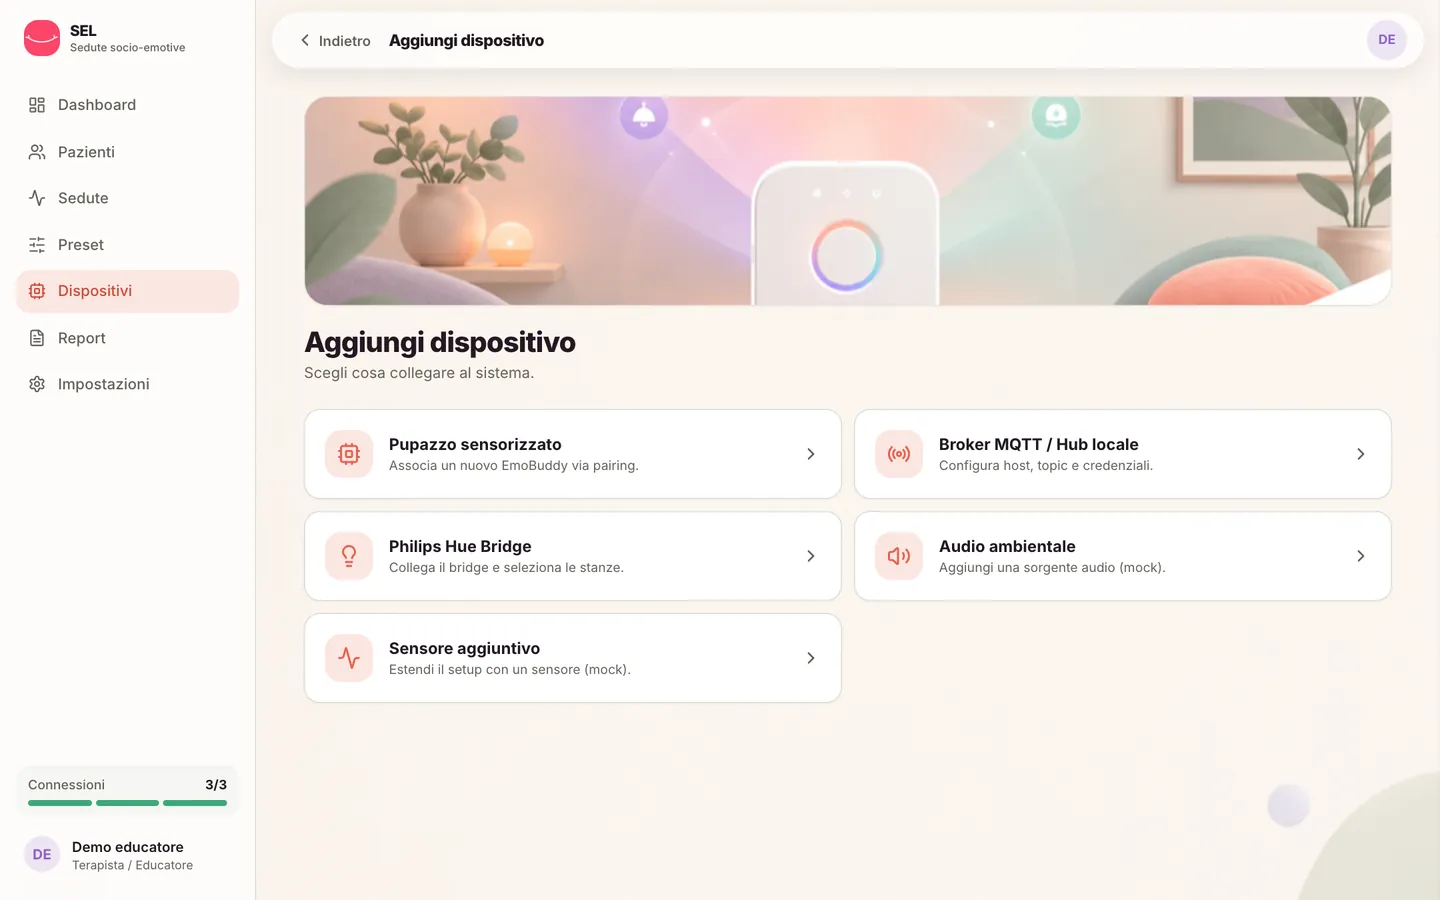 SEL
Sedute socio-emotive
Dashboard
Pazienti
Sedute
Preset
Dispositivi
Report
Impostazioni
Connessioni 3/3
DE
Demo educatore
Terapista / Educatore
Indietro
Aggiungi dispositivo
DE
Aggiungi dispositivo
Scegli cosa collegare al sistema.
Pupazzo sensorizzato
Associa un nuovo EmoBuddy via pairing.
Broker MQTT / Hub locale
Configura host, topic e credenziali.
Philips Hue Bridge
Collega il bridge e seleziona le stanze.
Audio ambientale
Aggiungi una sorgente audio (mock).
Sensore aggiuntivo
Estendi il setup con un sensore (mock).